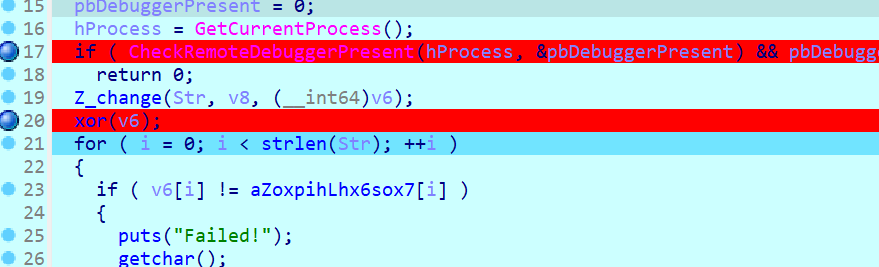 15 pbDebuggerPresent = 0;
16 hProcess = GetCurrentProcess();
17 if ( CheckRemoteDebuggerPresent(hProcess, &pbDebuggerPresent) && pbDebugge
18 return 0;
19 Z_change(Str, v8, (__int64)v6);
20 xor(v6);
21 for ( i = 0; i < strlen(Str); ++i )
22 {
23 if ( v6[i] != aZoxpihLhx6sox7[i] )
24 {
25 puts("Failed!");
26 getchar();